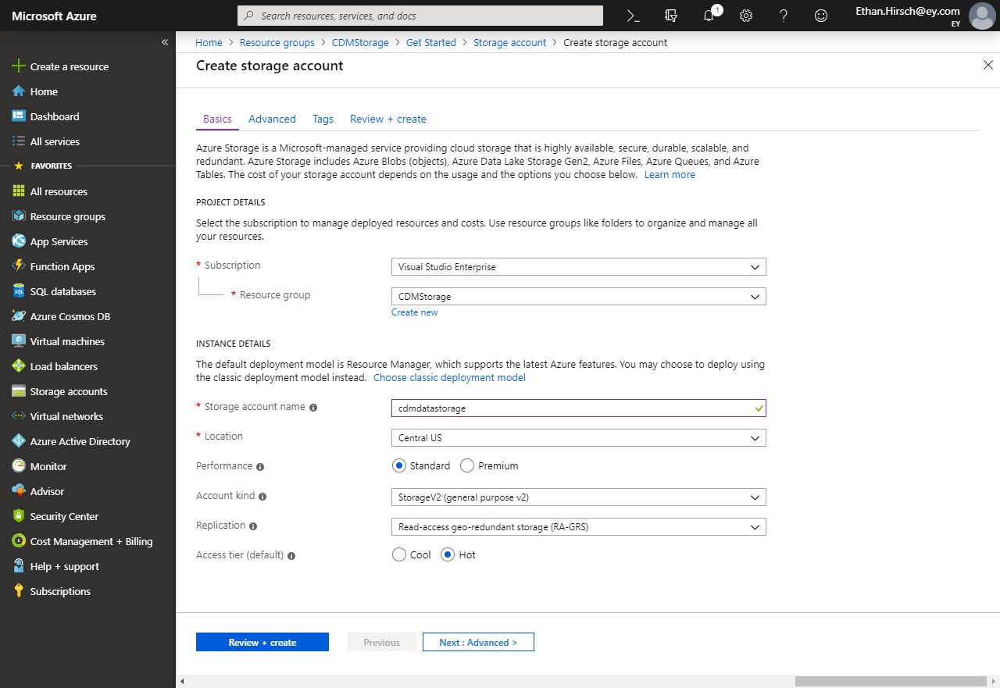 Microsoft Azure
Search resources, services, and docs
1
Ethan.Hirsch@ey.com
EY
Create a resource
Home
Dashboard
All services
FAVORITES
All resources
Resource groups
App Services
Function Apps
SQL databases
Azure Cosmos DB
Virtual machines
Load balancers
Storage accounts
Virtual networks
Azure Active Directory
Monitor
Advisor
Security Center
Cost Management + Billing
Help + support
Subscriptions
Home > Resource groups > CDMStorage > Get Started > Storage account > Create storage account
Create storage account
Basics Advanced Tags Review + create
Azure Storage is a Microsoft-managed service providing cloud storage that is highly available, secure, durable, scalable, and
redundant. Azure Storage includes Azure Blobs (objects), Azure Data Lake Storage Gen2, Azure Files, Azure Queues, and Azure
Tables. The cost of your storage account depends on the usage and the options you choose below. Learn more
PROJECT DETAILS
Select the subscription to manage deployed resources and costs. Use resource groups like folders to organize and manage all
your resources.
* Subscription Visual Studio Enterprise
* Resource group CDMStorage
Create new
INSTANCE DETAILS
The default deployment model is Resource Manager, which supports the latest Azure features. You may choose to deploy using
the classic deployment model instead. Choose classic deployment model
* Storage account name cdmdatastorage
* Location Central US
Performance Standard Premium
Account kind StorageV2 (general purpose v2)
Replication Read-access geo-redundant storage (RA-GRS)
Access tier (default) Cool Hot
Review + create Previous Next : Advanced >